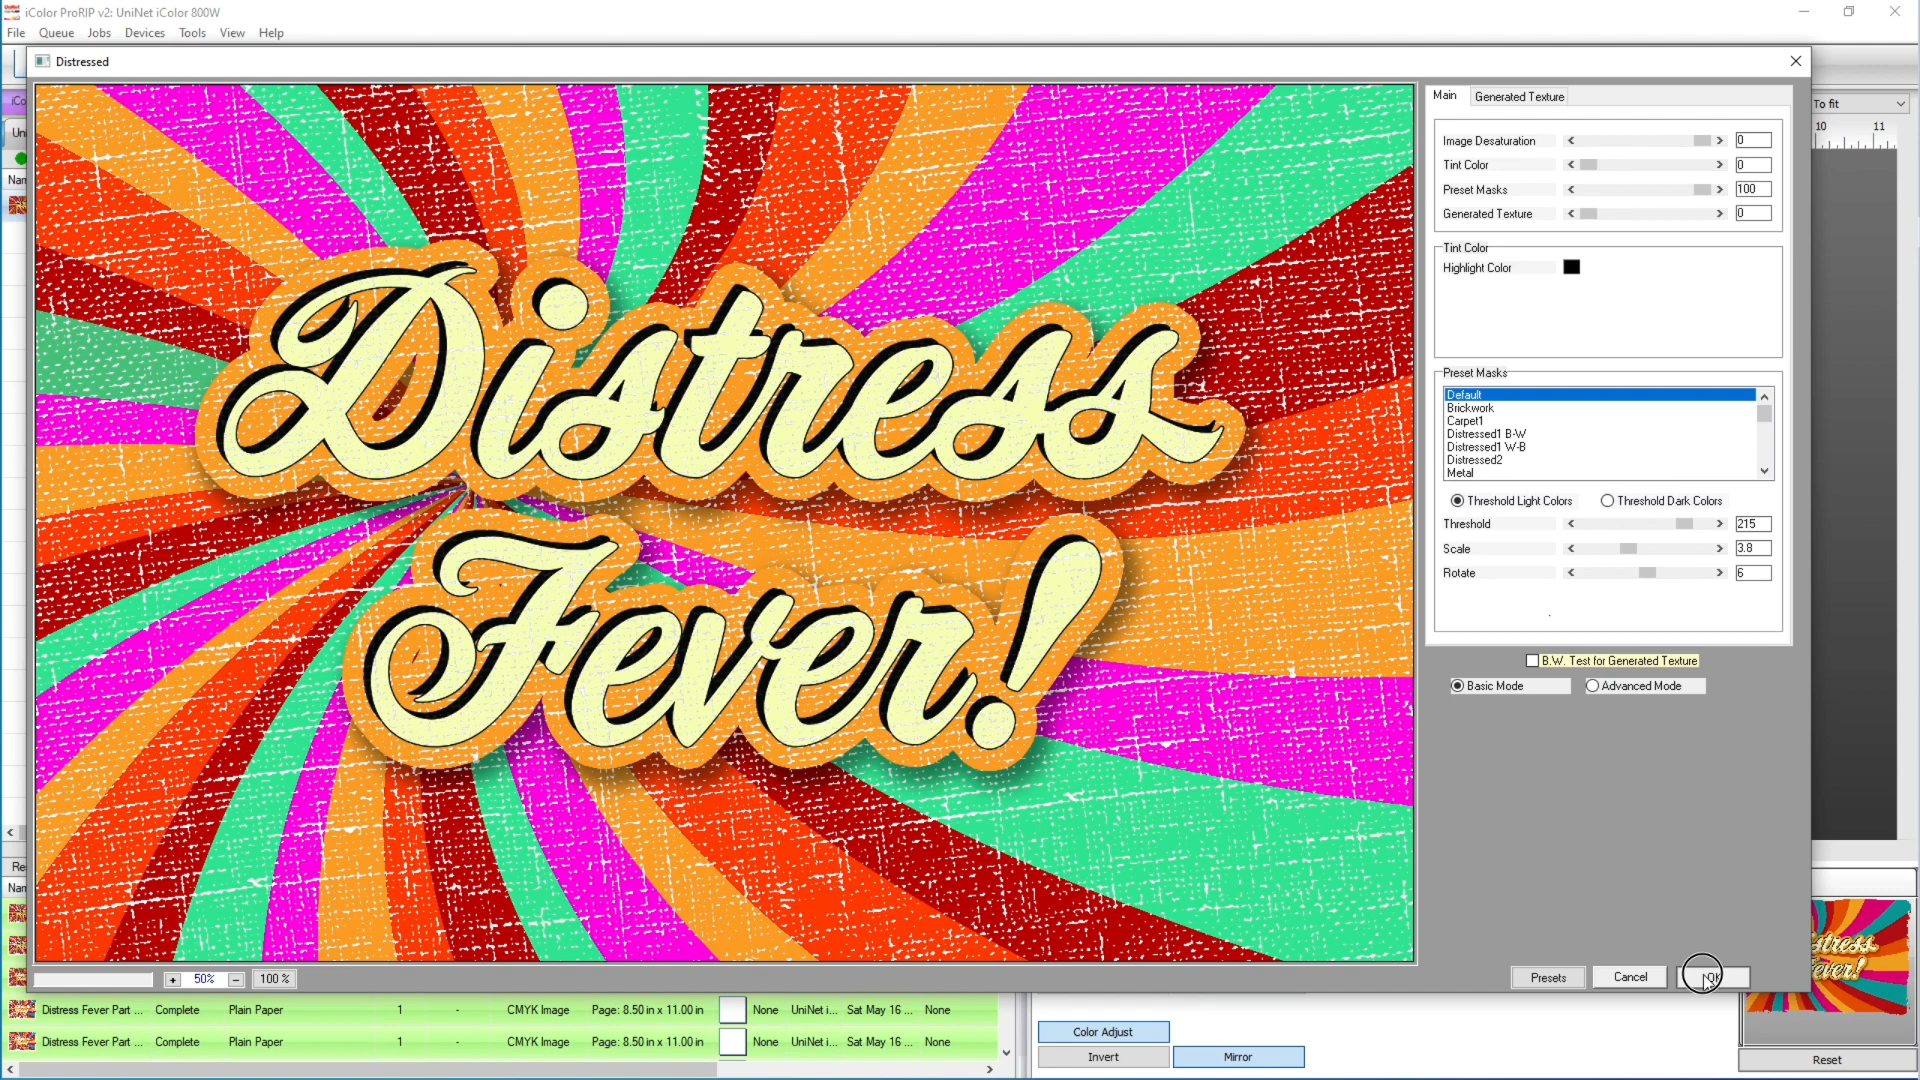 iColor ProRIP v2: UniNet iColor 800W
File Queue Jobs Devices Tools View Help
Distressed
Main Generated Texture
To fit
10 11
Image Desaturation 0
Tint Color 0
Preset Masks 100
Generated Texture 0
Tint Color
Highlight Color
Preset Masks
Default
Brickwork
Carpet1
Distressed1 B-W
Distressed1 W-B
Distressed2
Metal
Threshold Light Colors Threshold Dark Colors
Threshold 215
Scale 3.8
Rotate 6
B.W. Test for Generated Texture
Basic Mode Advanced Mode
Distress
Fever!
+ 50% − 100 %
Presets Cancel OK
Distress Fever Part ... Complete Plain Paper 1 - CMYK Image Page: 8.50 in x 11.00 in None UniNet i... Sat May 16 ... None
Distress Fever Part ... Complete Plain Paper 1 - CMYK Image Page: 8.50 in x 11.00 in None UniNet i... Sat May 16 ... None
Color Adjust
Invert Mirror
stress
Fever!
Reset